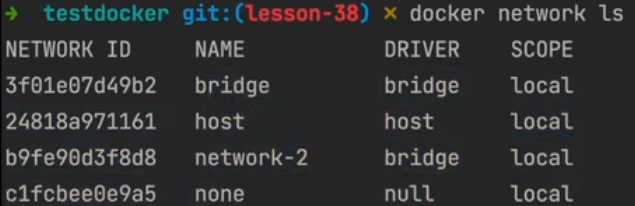 → testdocker git:(lesson-38) ✗ docker network ls
NETWORK ID NAME DRIVER SCOPE
3f01e07d49b2 bridge bridge local
24818a971161 host host local
b9fe90d3f8d8 network-2 bridge local
c1fcbee0e9a5 none null local